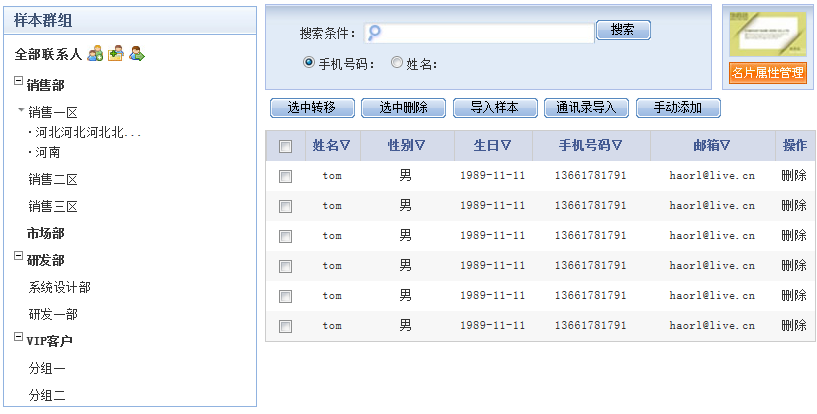 样本群组
全部联系人
销售部
销售一区
·河北河北河北北...
·河南
销售二区
销售三区
市场部
研发部
系统设计部
研发一部
VIP客户
分组一
分组二
搜索条件： 搜索
手机号码： 姓名：
名片属性管理
选中转移 选中删除 导入样本 通讯录导入 手动添加
姓名▽ 性别▽ 生日▽ 手机号码▽ 邮箱▽ 操作
tom 男 1989-11-11 13661781791 haorl@live.cn 删除
tom 男 1989-11-11 13661781791 haorl@live.cn 删除
tom 男 1989-11-11 13661781791 haorl@live.cn 删除
tom 男 1989-11-11 13661781791 haorl@live.cn 删除
tom 男 1989-11-11 13661781791 haorl@live.cn 删除
tom 男 1989-11-11 13661781791 haorl@live.cn 删除